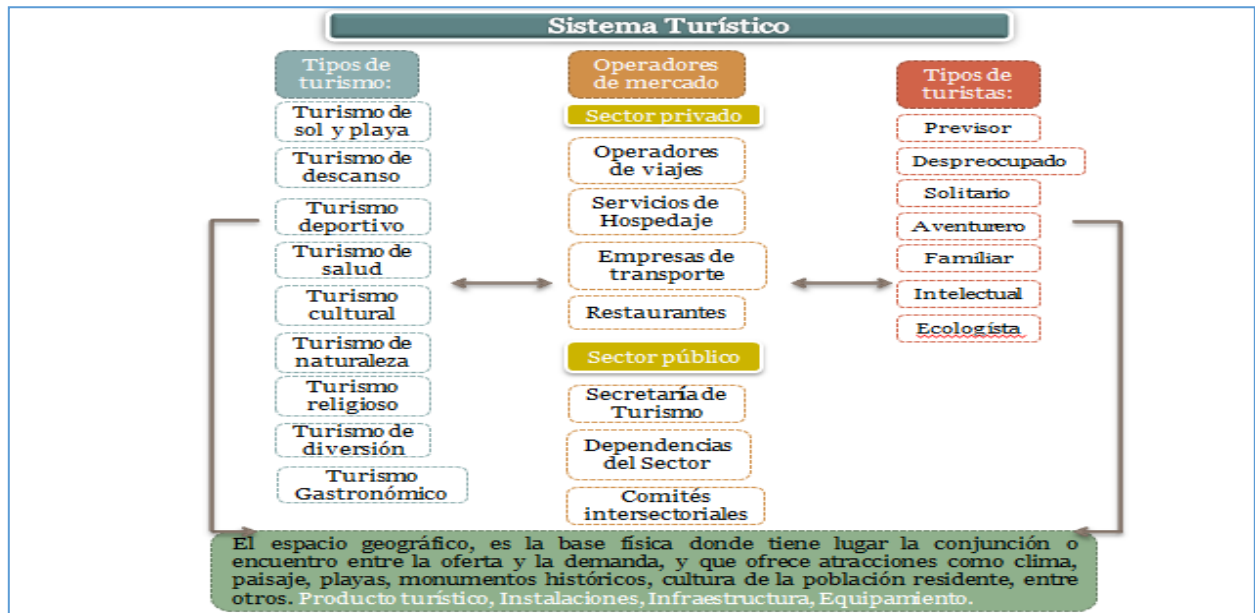 Sistema Turístico
Tipos de
turismo:
Turismo de
sol y playa
Turismo de
descanso
Turismo
deportivo
Turismo de
salud
Turismo
cultural
Turismo de
naturaleza
Turismo
religioso
Turismo de
diversión
Turismo
Gastronómico
Operadores
de mercado
Sector privado
Operadores
de viajes
Servicios de
Hospedaje
Empresas de
transporte
Restaurantes
Sector público
Secretaría de
Turismo
Dependencias
del Sector
Comités
intersectoriales
Tipos de
turistas:
Previsor
Despreocupado
Solitario
Aventurero
Familiar
Intelectual
Ecologísta
El espacio geográfico, es la base física donde tiene lugar la conjunción o
encuentro entre la oferta y la demanda, y que ofrece atracciones como clima,
paisaje, playas, monumentos históricos, cultura de la población residente, entre
otros. Producto turístico, Instalaciones, Infraestructura, Equipamiento.